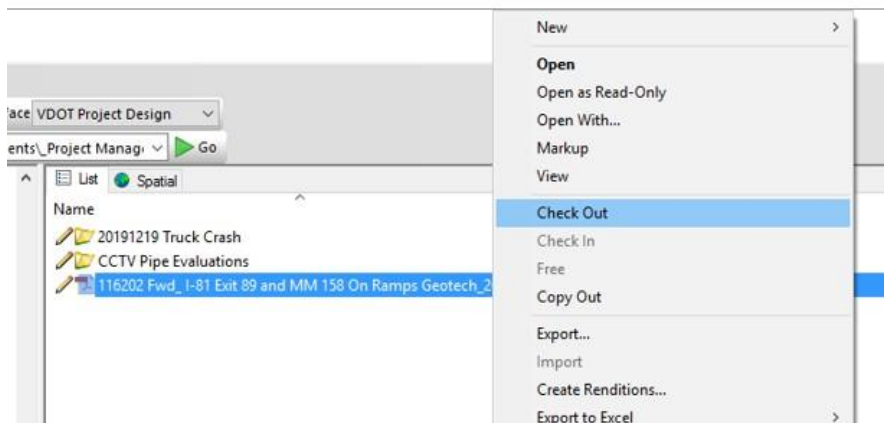 New
Open
Open as Read-Only
Open With...
Markup
View
Check Out
Check In
Free
Copy Out
Export...
Import
Create Renditions...
Export to Excel
VDOT Project Design
ents\_Project Manag
Go
List
Spatial
Name
20191219 Truck Crash
CCTV Pipe Evaluations
116202 Fwd_ I-81 Exit 89 and MM 158 On Ramps Geotech_2